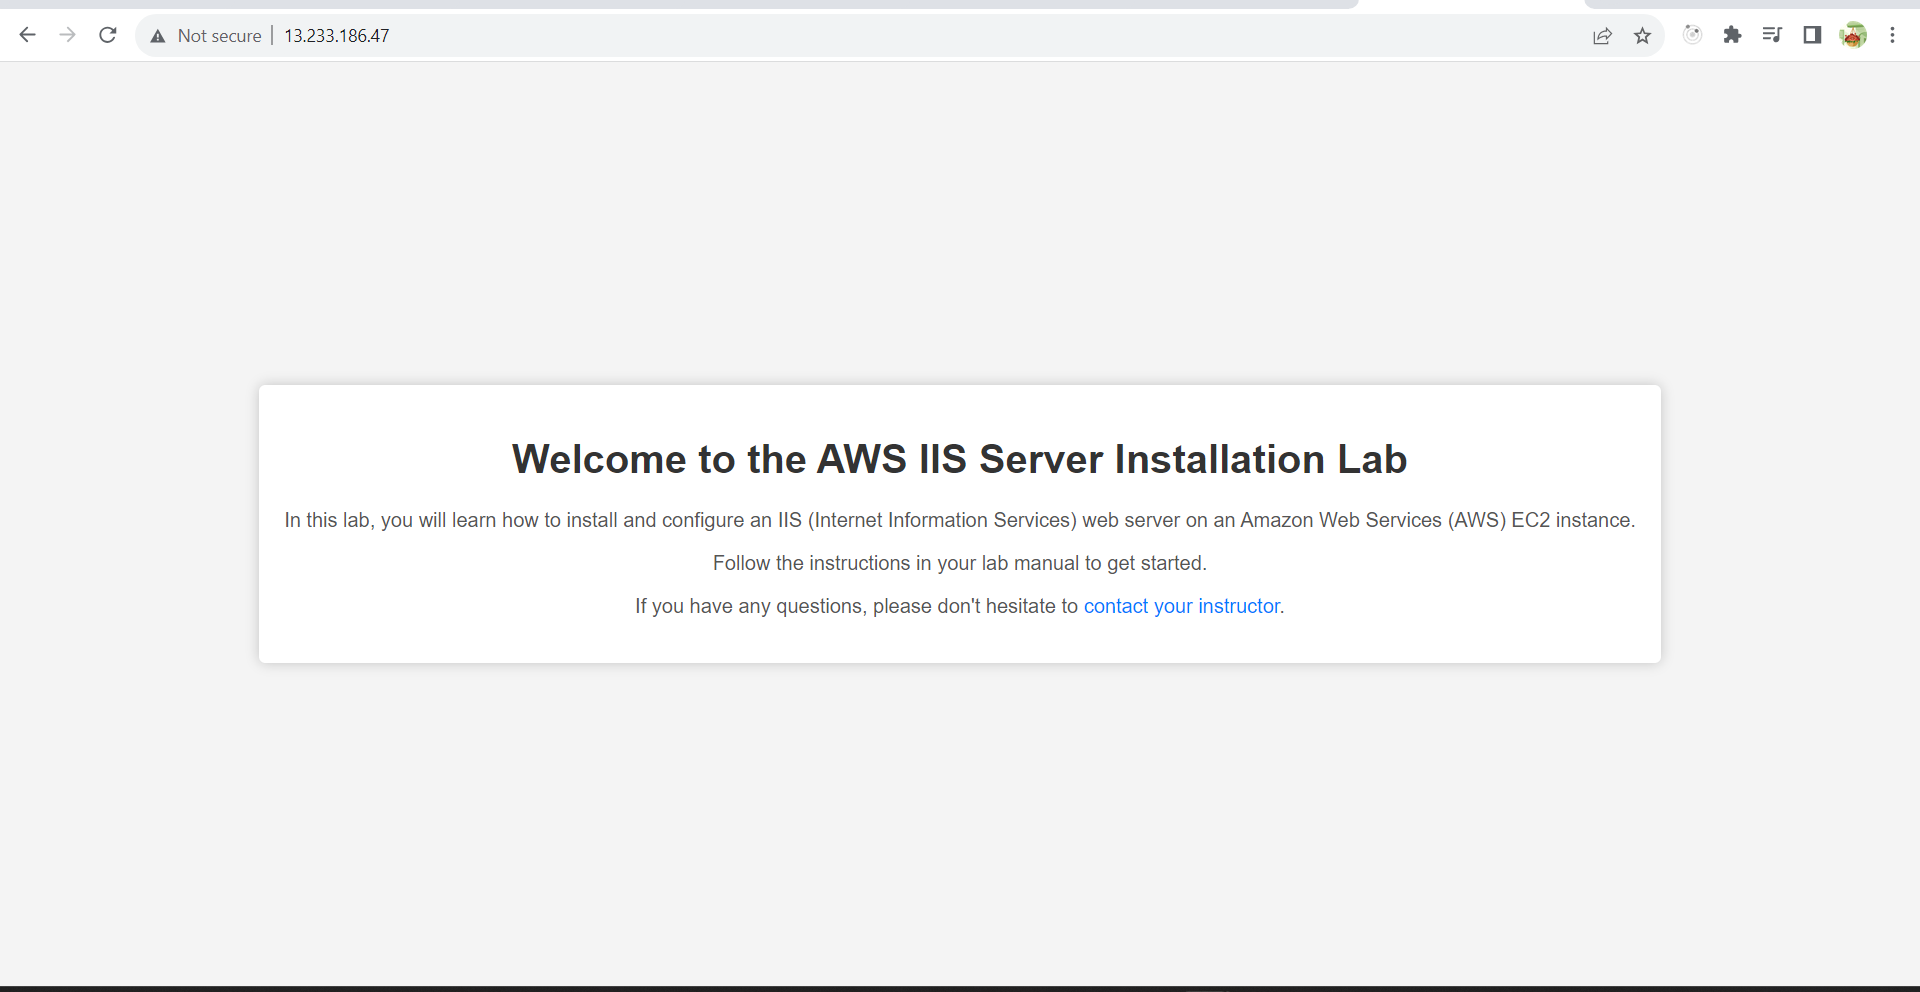 Not secure | 13.233.186.47
Welcome to the AWS IIS Server Installation Lab
In this lab, you will learn how to install and configure an IIS (Internet Information Services) web server on an Amazon Web Services (AWS) EC2 instance.
Follow the instructions in your lab manual to get started.
If you have any questions, please don't hesitate to contact your instructor.